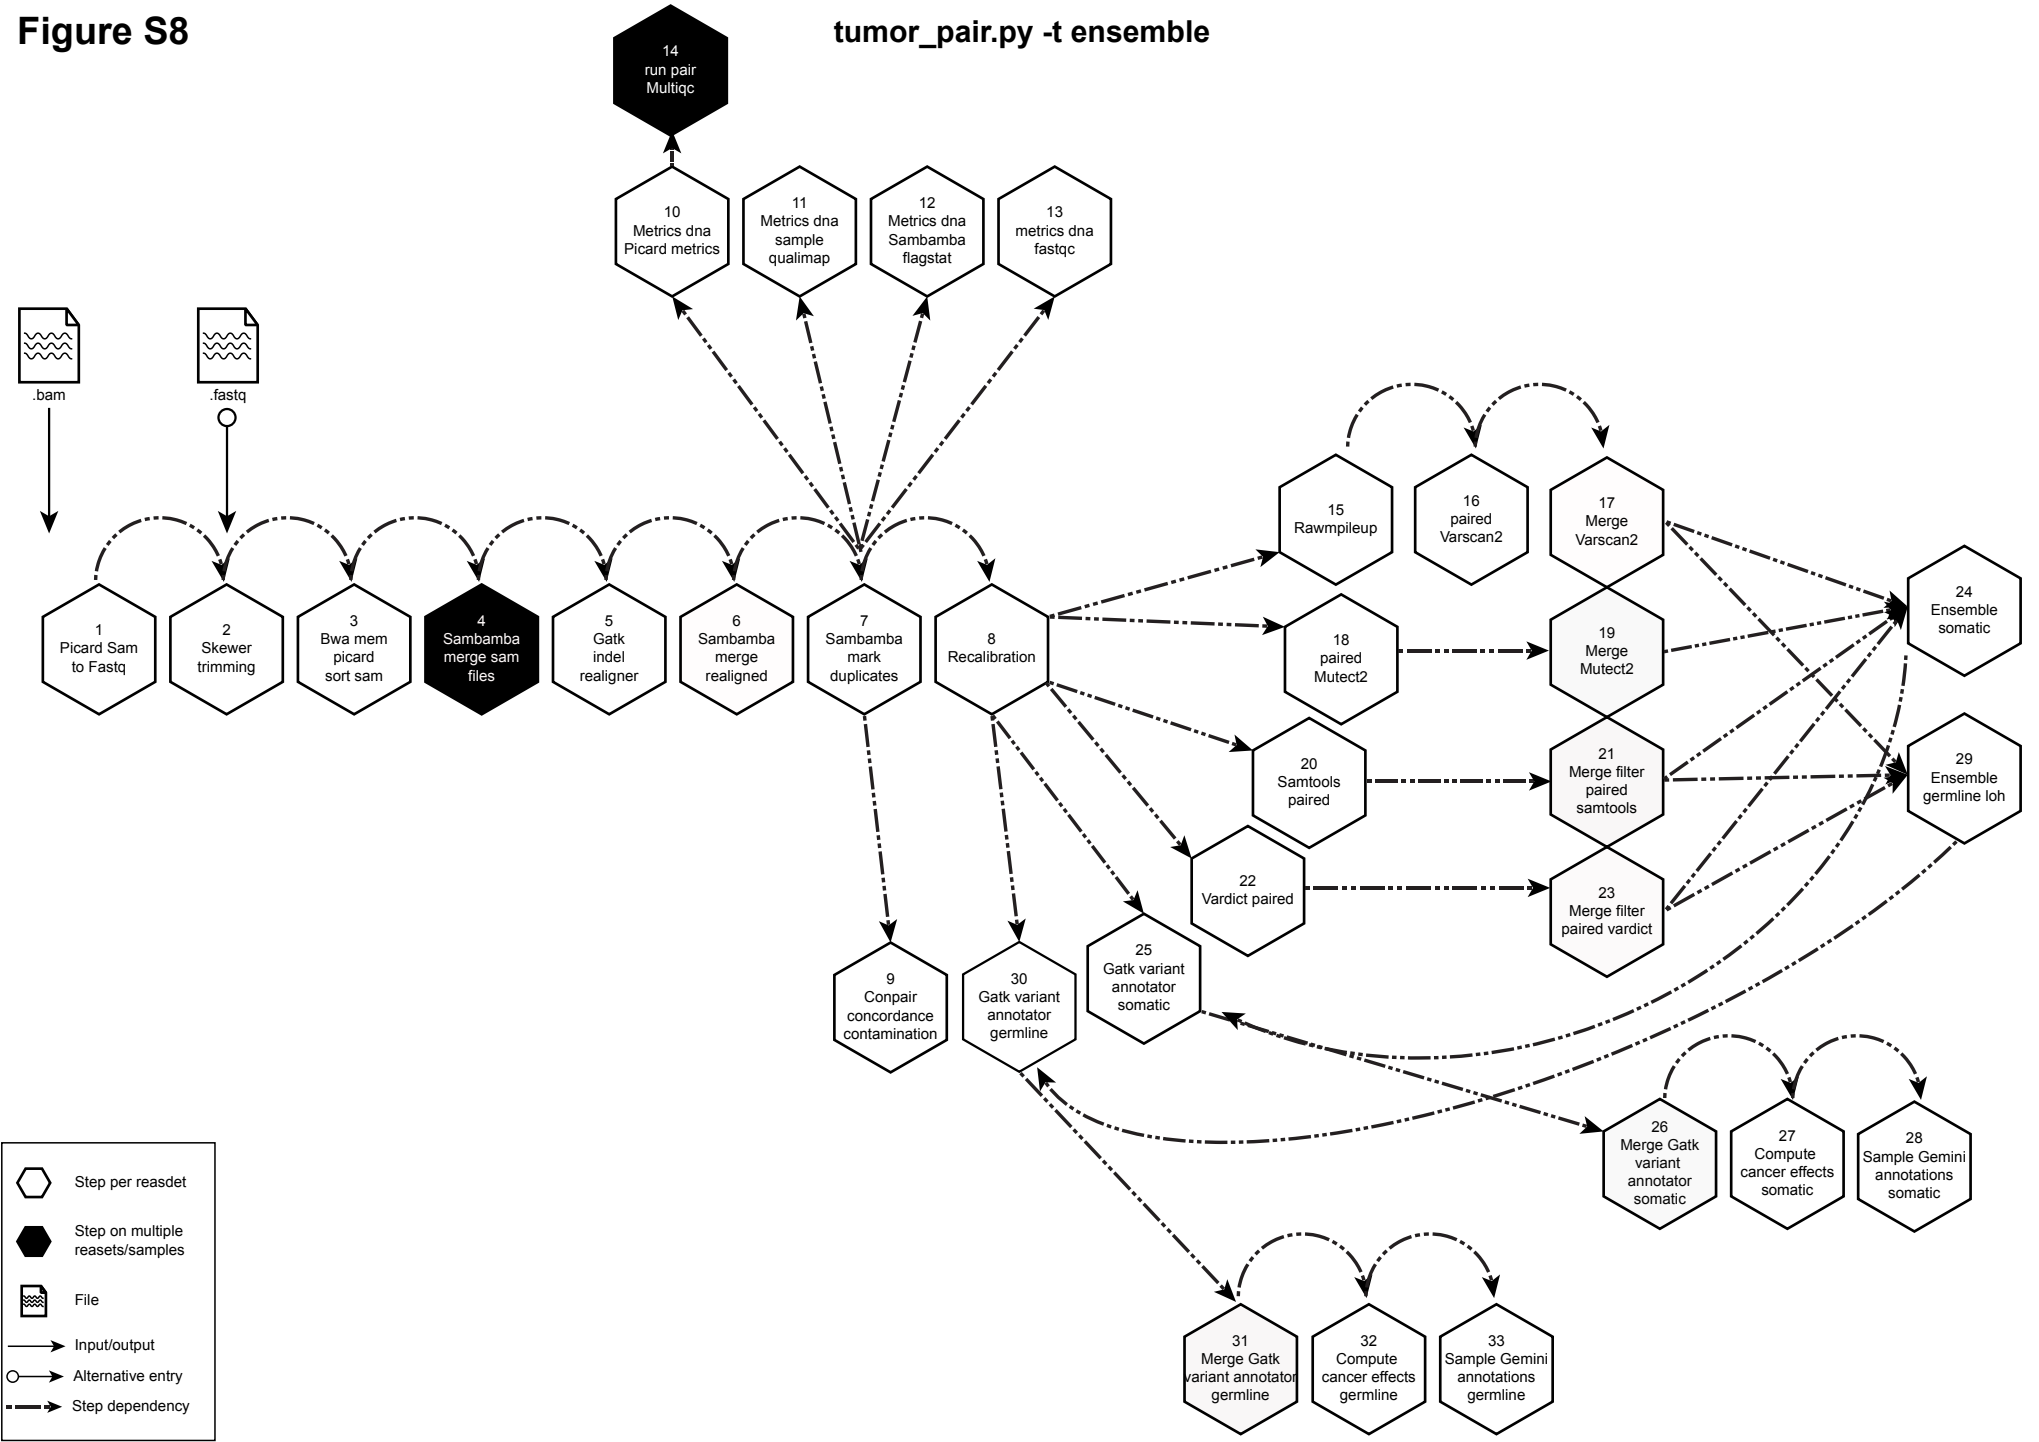 Figure S8
tumor_pair.py -t ensemble
14
run pair
Multiqc
10
Metrics dna
Picard metrics
11
Metrics dna
sample
qualimap
12
Metrics dna
Sambamba
flagstat
13
metrics dna
fastqc
.bam
.fastq
1
Picard Sam
to Fastq
2
Skewer
trimming
3
Bwa mem
picard
sort sam
4
Sambamba
merge sam
files
5
Gatk
indel
realigner
6
Sambamba
merge
realigned
7
Sambamba
mark
duplicates
8
Recalibration
15
Rawmpileup
16
paired
Varscan2
17
Merge
Varscan2
18
paired
Mutect2
19
Merge
Mutect2
20
Samtools
paired
21
Merge filter
paired
samtools
22
Vardict paired
23
Merge filter
paired vardict
24
Ensemble
somatic
29
Ensemble
germline loh
9
Conpair
concordance
contamination
30
Gatk variant
annotator
germline
25
Gatk variant
annotator
somatic
26
Merge Gatk
variant
annotator
somatic
27
Compute
cancer effects
somatic
28
Sample Gemini
annotations
somatic
31
Merge Gatk
variant annotator
germline
32
Compute
cancer effects
germline
33
Sample Gemini
annotations
germline
Step per reasdet
Step on multiple
reasets/samples
File
Input/output
Alternative entry
Step dependency